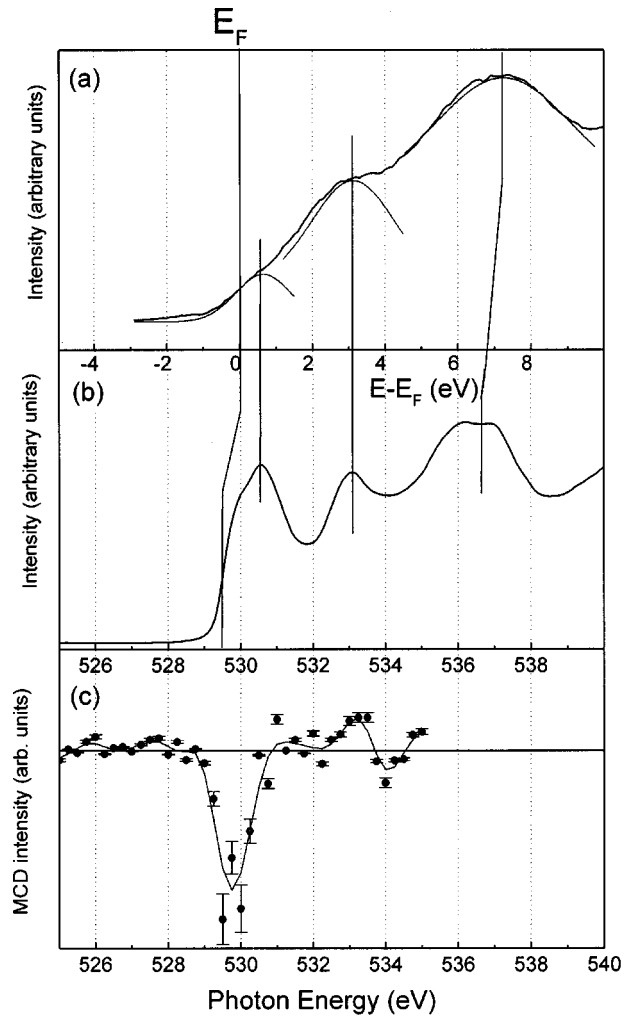 E_F
(a)
Intensity (arbitrary units)
-4 -2 0 2 4 6 8 10
E-E_F (eV)
(b)
Intensity (arbitrary units)
526 528 530 532 534 536 538
(c)
MCD intensity (arb. units)
526 528 530 532 534 536 538 540
Photon Energy (eV)